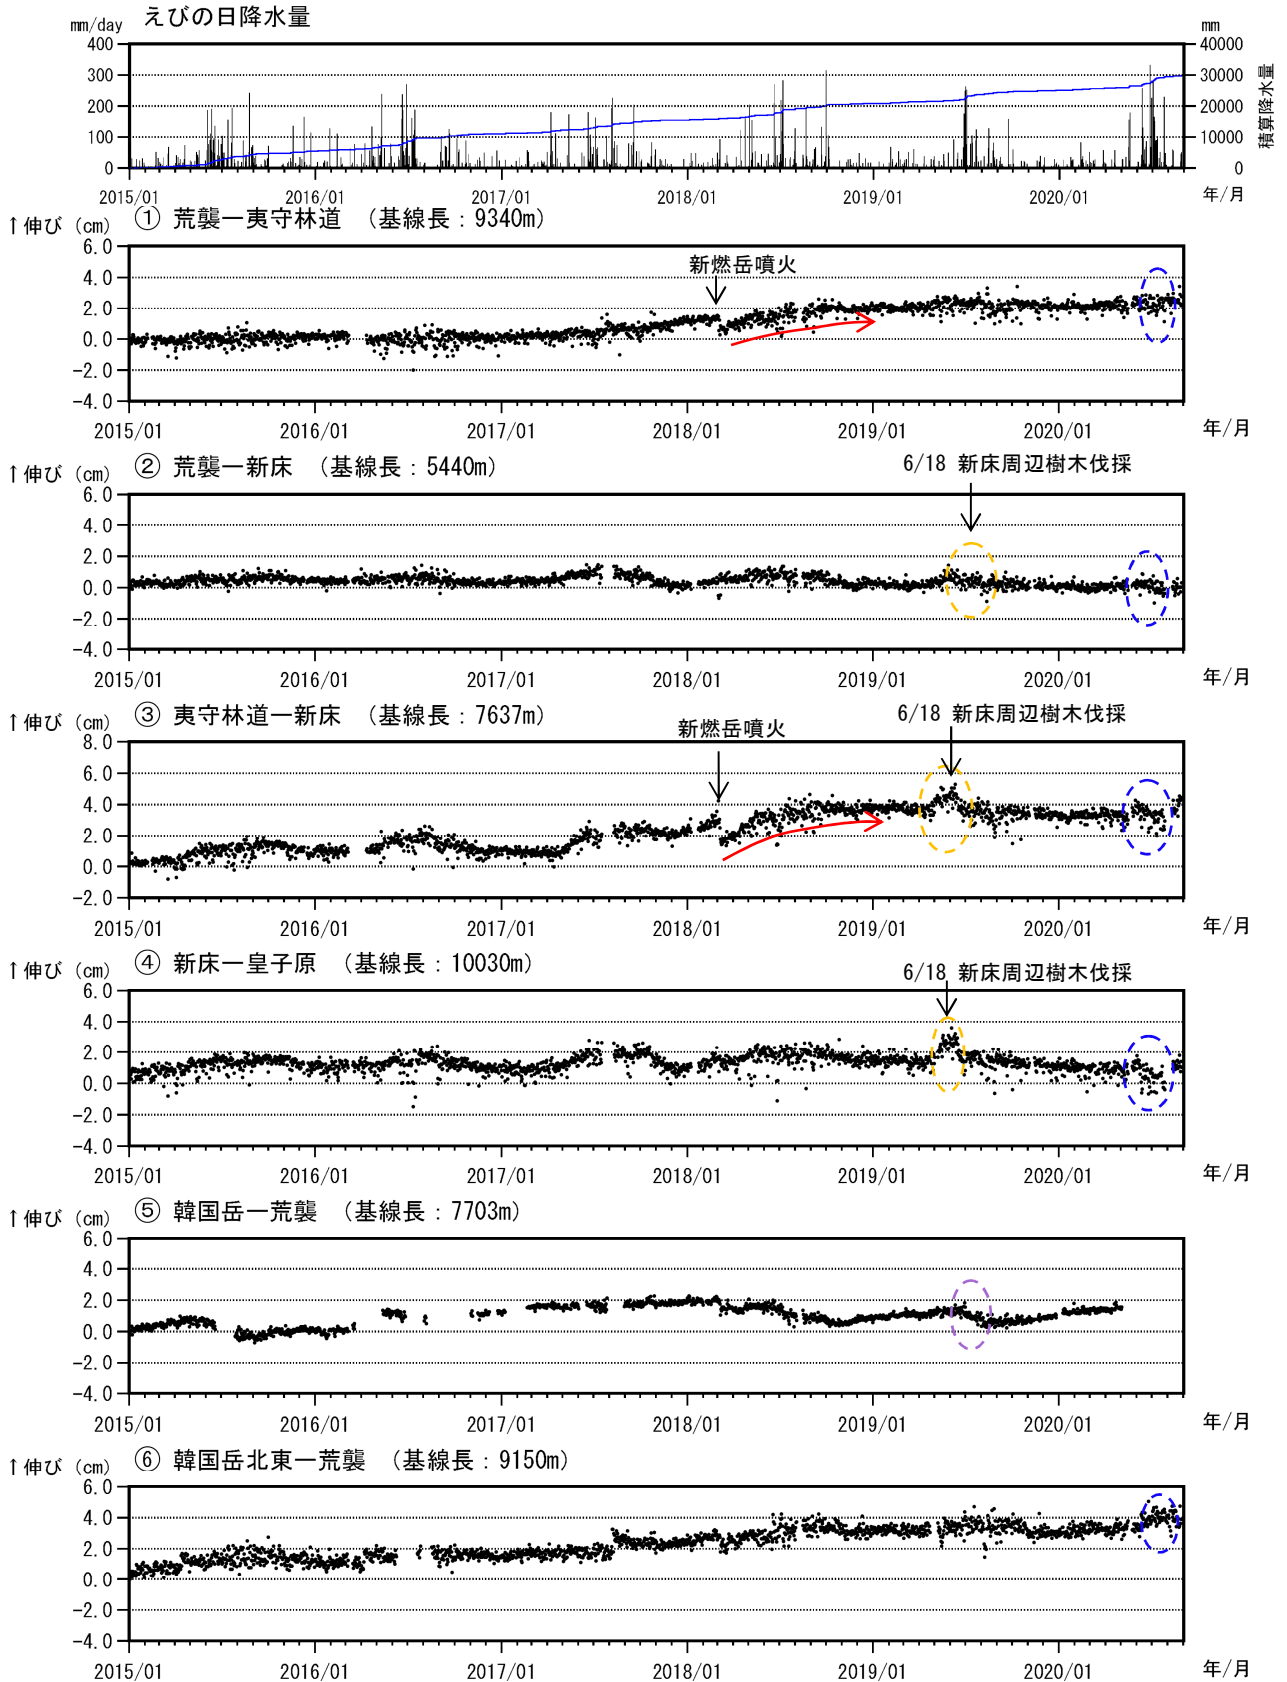 えびの日降水量
mm/day
mm
400
300
200
100
0
40000
30000
20000
10000
0
積算降水量
2015/01 2016/01 2017/01 2018/01 2019/01 2020/01 年/月
↑伸び (cm) ① 荒襲ー夷守林道 (基線長：9340m)
6.0
4.0
2.0
0.0
-2.0
-4.0
新燃岳噴火
2015/01 2016/01 2017/01 2018/01 2019/01 2020/01 年/月
↑伸び (cm) ② 荒襲ー新床 (基線長：5440m)
6/18 新床周辺樹木伐採
6.0
4.0
2.0
0.0
-2.0
-4.0
2015/01 2016/01 2017/01 2018/01 2019/01 2020/01 年/月
↑伸び (cm) ③ 夷守林道ー新床 (基線長：7637m)
新燃岳噴火
6/18 新床周辺樹木伐採
8.0
6.0
4.0
2.0
0.0
-2.0
2015/01 2016/01 2017/01 2018/01 2019/01 2020/01 年/月
↑伸び (cm) ④ 新床ー皇子原 (基線長：10030m)
6/18 新床周辺樹木伐採
6.0
4.0
2.0
0.0
-2.0
-4.0
2015/01 2016/01 2017/01 2018/01 2019/01 2020/01 年/月
↑伸び (cm) ⑤ 韓国岳ー荒襲 (基線長：7703m)
6.0
4.0
2.0
0.0
-2.0
-4.0
2015/01 2016/01 2017/01 2018/01 2019/01 2020/01 年/月
↑伸び (cm) ⑥ 韓国岳北東ー荒襲 (基線長：9150m)
6.0
4.0
2.0
0.0
-2.0
-4.0
2015/01 2016/01 2017/01 2018/01 2019/01 2020/01 年/月